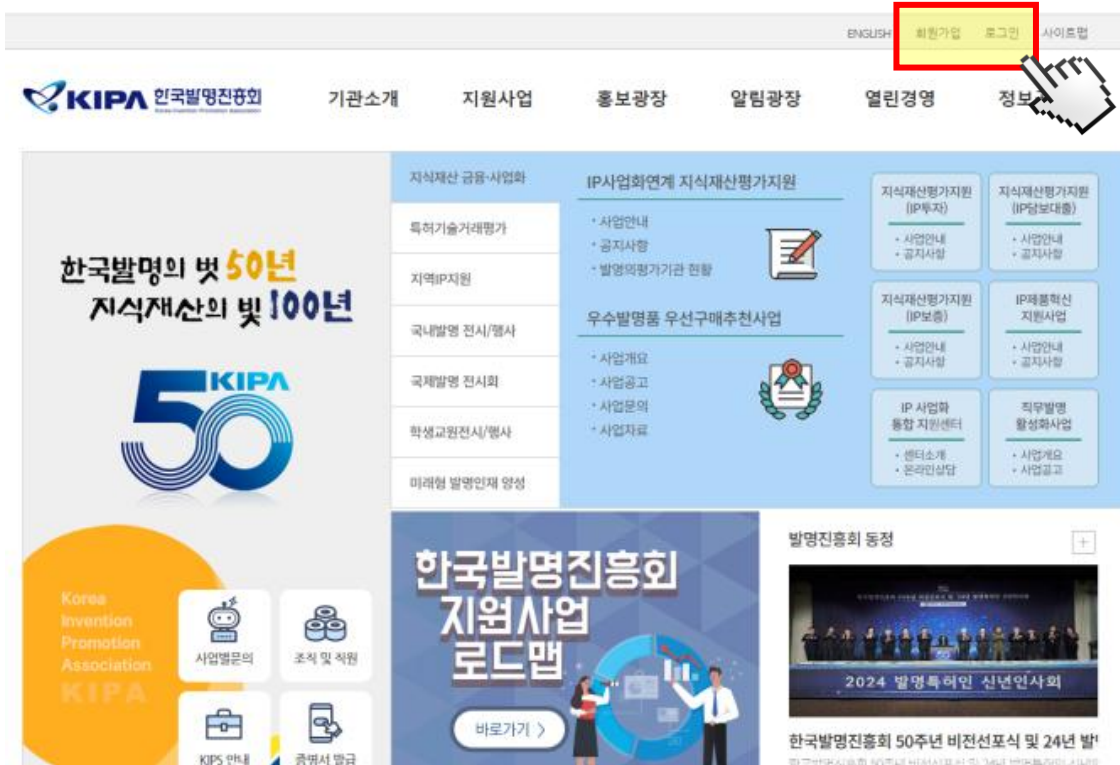 ENGLISH 회원가입 로그인 사이트맵
KIPA 한국발명진흥회
Korea Invention Promotion Association
기관소개 지원사업 홍보광장 알림광장 열린경영
한국발명의 벗 50년
지식재산의 빛 100년
KIPA
50
지식재산 금융·사업화
특허기술거래평가
지역IP지원
국내발명 전시/행사
국제발명 전시회
학생교원전시/행사
미래형 발명인재 양성
IP사업화연계 지식재산평가지원
· 사업안내
· 공지사항
· 발명의평가기관 현황
우수발명품 우선구매추천사업
· 사업개요
· 사업공고
· 사업문의
· 사업자료
지식재산평가지원
(IP투자)
• 사업안내
• 공지사항
지식재산평가지원
(IP담보대출)
• 사업안내
• 공지사항
지식재산평가지원
(IP보증)
• 사업안내
• 공지사항
IP제품혁신
지원사업
• 사업안내
• 공지사항
IP 사업화
통합 지원센터
• 센터소개
• 온라인상담
직무발명
활성화사업
• 사업개요
• 사업공고
Korea
Invention
Promotion
Association
KIPA
사업별문의
조직 및 직원
KIPS 안내
증명서 발급
한국발명진흥회
지원사업
로드맵
바로가기 >
발명진흥회 동정
2024 발명특허인 신년인사회
한국발명진흥회 50주년 비전선포식 및 24년